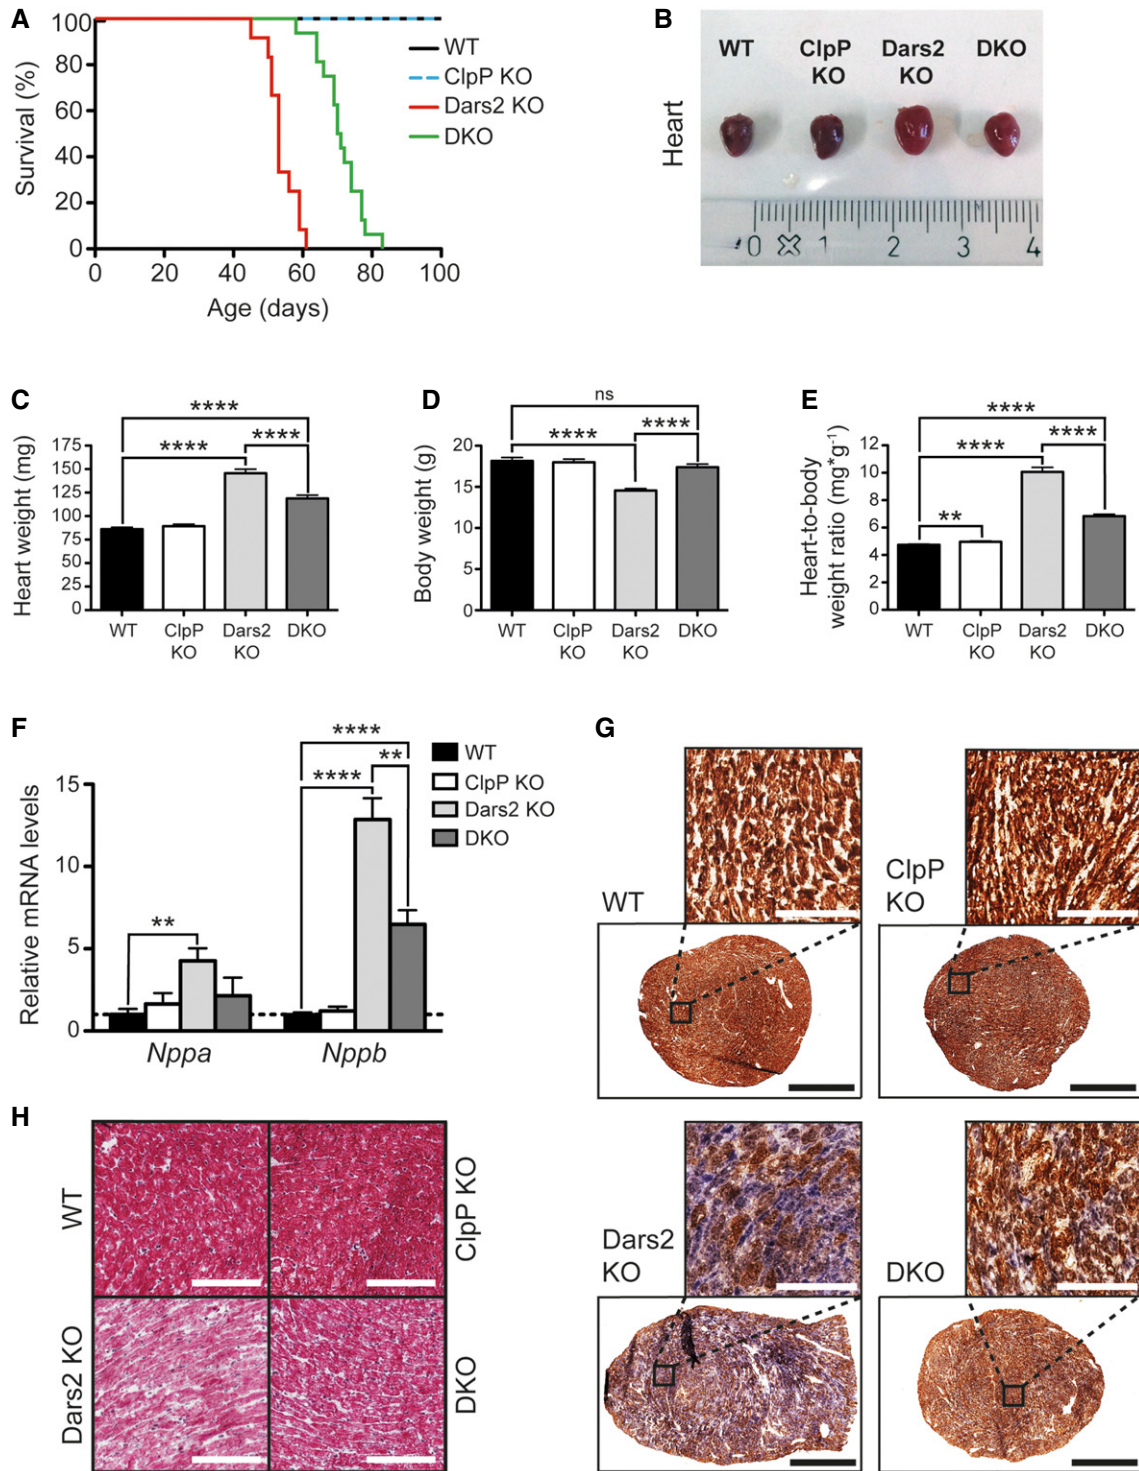 A
Survival (%)
100
80
60
40
20
0
0 20 40 60 80 100
Age (days)
WT
ClpP KO
Dars2 KO
DKO
B
Heart
WT ClpP KO Dars2 KO DKO
0 1 2 3 4
C
Heart weight (mg)
175
150
125
100
75
50
25
0
****
**** ****
WT ClpP KO Dars2 KO DKO
D
Body weight (g)
20
15
10
5
0
ns
**** ****
WT ClpP KO Dars2 KO DKO
E
Heart-to-body
weight ratio (mg*g-1)
12
10
8
6
4
2
0
****
**** ****
**
WT ClpP KO Dars2 KO DKO
F
Relative mRNA levels
15
10
5
0
**
****
**
****
Nppa Nppb
WT
ClpP KO
Dars2 KO
DKO
G
WT
ClpP
KO
Dars2
KO
DKO
H
WT
ClpP KO
Dars2 KO
DKO